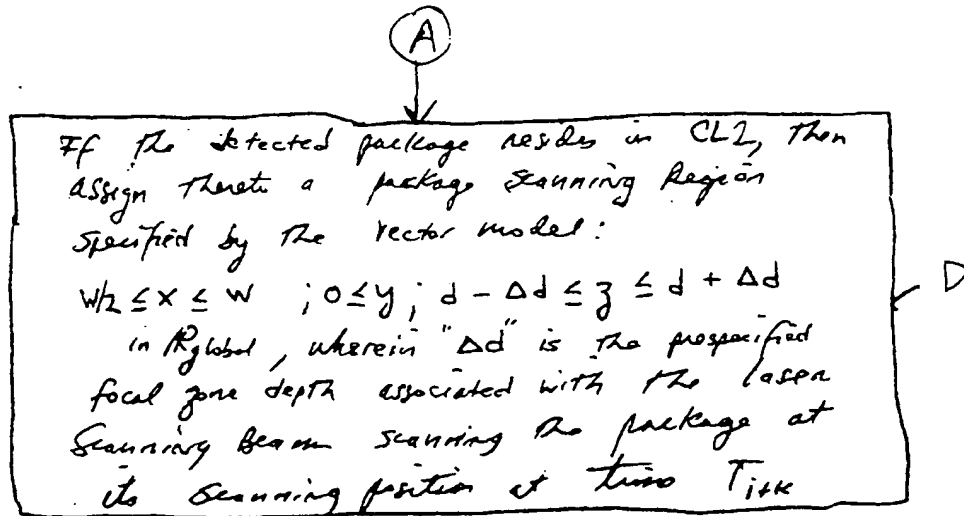 A
If the detected package resides in CL2, then
assign thereto a package scanning Region
specified by the vector model:
W/2 ≤ x ≤ W ; 0 ≤ y ; d - Δd ≤ z ≤ d + Δd
D
in Rglobal, wherein "Δd" is the prespecified
focal zone depth associated with the laser
scanning Beam scanning the package at
its scanning position at time Ti+k